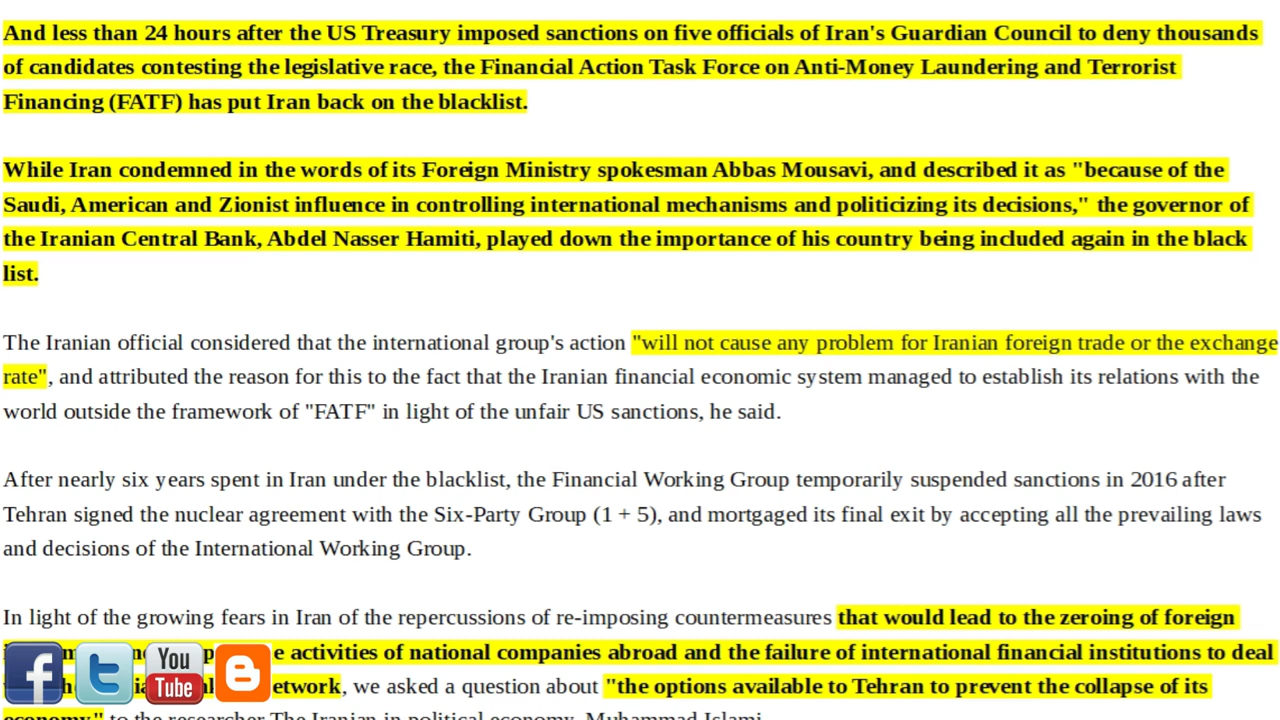 And less than 24 hours after the US Treasury imposed sanctions on five officials of Iran's Guardian Council to deny thousands
of candidates contesting the legislative race, the Financial Action Task Force on Anti-Money Laundering and Terrorist
Financing (FATF) has put Iran back on the blacklist.
While Iran condemned in the words of its Foreign Ministry spokesman Abbas Mousavi, and described it as "because of the
Saudi, American and Zionist influence in controlling international mechanisms and politicizing its decisions," the governor of
the Iranian Central Bank, Abdel Nasser Hamiti, played down the importance of his country being included again in the black
list.
The Iranian official considered that the international group's action "will not cause any problem for Iranian foreign trade or the exchange
rate", and attributed the reason for this to the fact that the Iranian financial economic system managed to establish its relations with the
world outside the framework of "FATF" in light of the unfair US sanctions, he said.
After nearly six years spent in Iran under the blacklist, the Financial Working Group temporarily suspended sanctions in 2016 after
Tehran signed the nuclear agreement with the Six-Party Group (1 + 5), and mortgaged its final exit by accepting all the prevailing laws
and decisions of the International Working Group.
In light of the growing fears in Iran of the repercussions of re-imposing countermeasures that would lead to the zeroing of foreign
activities of national companies abroad and the failure of international financial institutions to deal
etwork, we asked a question about "the options available to Tehran to prevent the collapse of its
economy" to the researcher The Iranian in political economy, Muhammad Islami
You
Tube